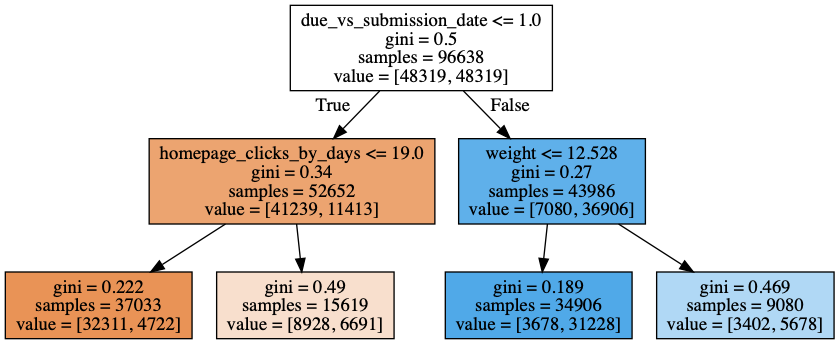 due_vs_submission_date <= 1.0
gini = 0.5
samples = 96638
value = [48319, 48319]
True
False
homepage_clicks_by_days <= 19.0
gini = 0.34
samples = 52652
value = [41239, 11413]
weight <= 12.528
gini = 0.27
samples = 43986
value = [7080, 36906]
gini = 0.222
samples = 37033
value = [32311, 4722]
gini = 0.49
samples = 15619
value = [8928, 6691]
gini = 0.189
samples = 34906
value = [3678, 31228]
gini = 0.469
samples = 9080
value = [3402, 5678]